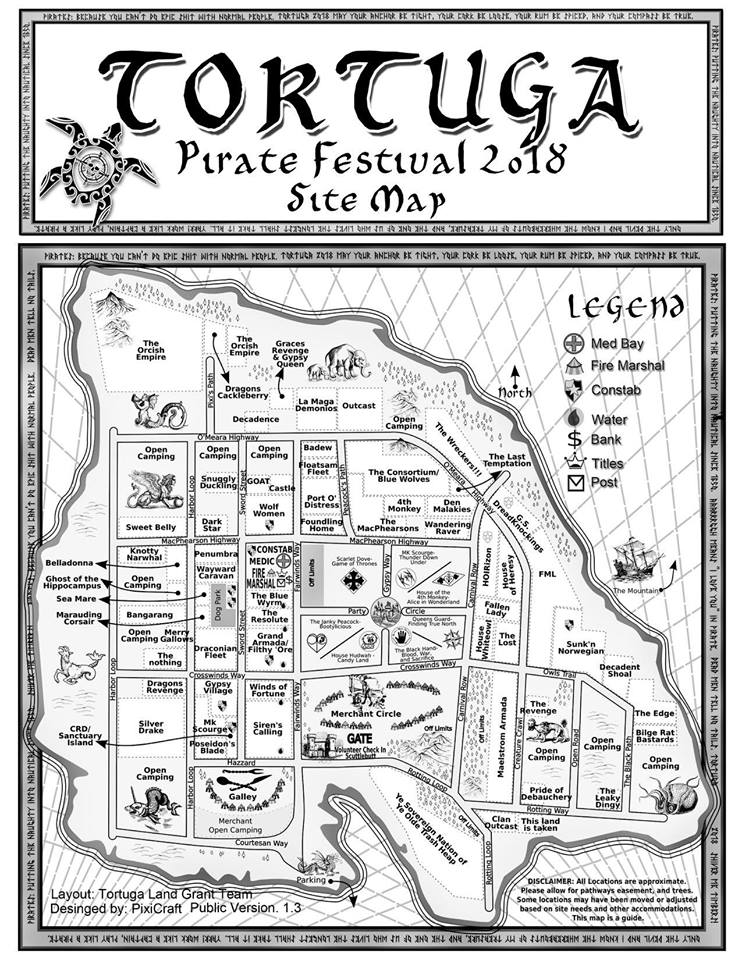 PIRATES: BECAUSE YOU CAN'T DO EPIC SHIT WITH NORMAL PEOPLE. TORTUGA 2018 MAY YOUR ANCHOR BE TIGHT, YOUR CORK BE LOOSE, YOUR RUM BE SPICED, AND YOUR COMPASS BE TRUE.
TORTUGA
Pirate Festival 2018
Site Map
PIRATES: BECAUSE YOU CAN'T DO EPIC SHIT WITH NORMAL PEOPLE. TORTUGA 2018 MAY YOUR ANCHOR BE TIGHT, YOUR CORK BE LOOSE, YOUR RUM BE SPICED, AND YOUR COMPASS BE TRUE.
Legend
Med Bay
Fire Marshal
Constab
Water
Bank
Titles
Post
North
The
Orcish
Empire
The
Orcish
Empire
Graces
Revenge
& Gypsy
Queen
Pixi's Path
Dragons
Cackleberry
La Maga
Demonios
Outcast
Decadence
Open
Camping
The Wreckers!!!
The Last
Temptation
O'Meara Highway
O'Meara Highway
Open
Camping
Sweet Belly
Harbor Loop
Open
Camping
Snuggly
Duckling
Dark
Star
Sword Street
Open
Camping
GOAT
Castle
Wolf
Women
Badew
Floatsam
Fleet
Port O'
Distress
Foundling
Home
Peacock's Path
The Consortium/
Blue Wolves
4th
Monkey
Den
Malakies
The
MacPhearsons
Wandering
Raver
G.S.
DreadKnockings
MacPhearson Highway
MacPhearson Highway
Belladonna
Ghost of the
Hippocampus
Sea Mare
Marauding
Corsair
Knotty
Narwhal
Open
Camping
Bangarang
Open
Camping
Merry
Gallows
The
nothing
Penumbra
Wayward
Caravan
Dog Park
Draconian
Fleet
Sword Street
CONSTAB
MEDIC
FIRE
MARSHAL
The Blue
Wyrm
The
Resolute
Grand
Armada/
Filthy 'Ore
Fairwinds Way
Off Limits
Scarlet Dove-
Game of Thrones
Gypsy Way
MK Scourge-
Thunder Down
Under
House of the
4th Monkey-
Alice in Wonderland
Party
Circle
The Janky Peacock-
Bootylicious
House Hudwah -
Candy Land
Queens Guard-
Finding True North
The Black Hand-
Blood, War,
and Sacrifice
Carnival Row
HORizon
House
of Heresy
Fallen
Lady
House
Whiteowl
The
Lost
FML
Sunk'n
Norwegian
The Mountain
Decadent
Shoal
Crosswinds Way
Crosswinds Way
Owls Trail
Harbor Loop
Dragons
Revenge
Silver
Drake
CRD/
Sanctuary
Island
Gypsy
Village
Mk
Scourge
Poseidon's
Blade
Winds of
Fortune
Siren's
Calling
Fairwinds Way
Merchant Circle
GATE
Volunteer Check In
Scuttlebutt
Off Limits
Carnival Row
Off Limits
Maelstrom Armada
Creature Crawl
The
Revenge
Open
Camping
Pride of
Debauchery
Open Road
Open
Camping
The
Leaky
Dingy
The Black Path
The Edge
Bilge Rat
Bastards
Open
Camping
Hazzard
Rotting Loop
Open
Camping
Harbor Loop
Galley
Merchant
Open Camping
Courtesan Way
Ye Sovereign Nation of
Ye Olde Trash Heap
Off Limits
Rotting Way
Clan
Outcast
This land
is taken
Rotting Loop
Parking
Layout: Tortuga Land Grant Team
Desinged by: PixiCraft Public Version. 1.3
DISCLAIMER: All Locations are approximate.
Please allow for pathways easement, and trees.
Some locations may have been moved or adjusted
based on site needs and other accommodations.
This map is a guide.